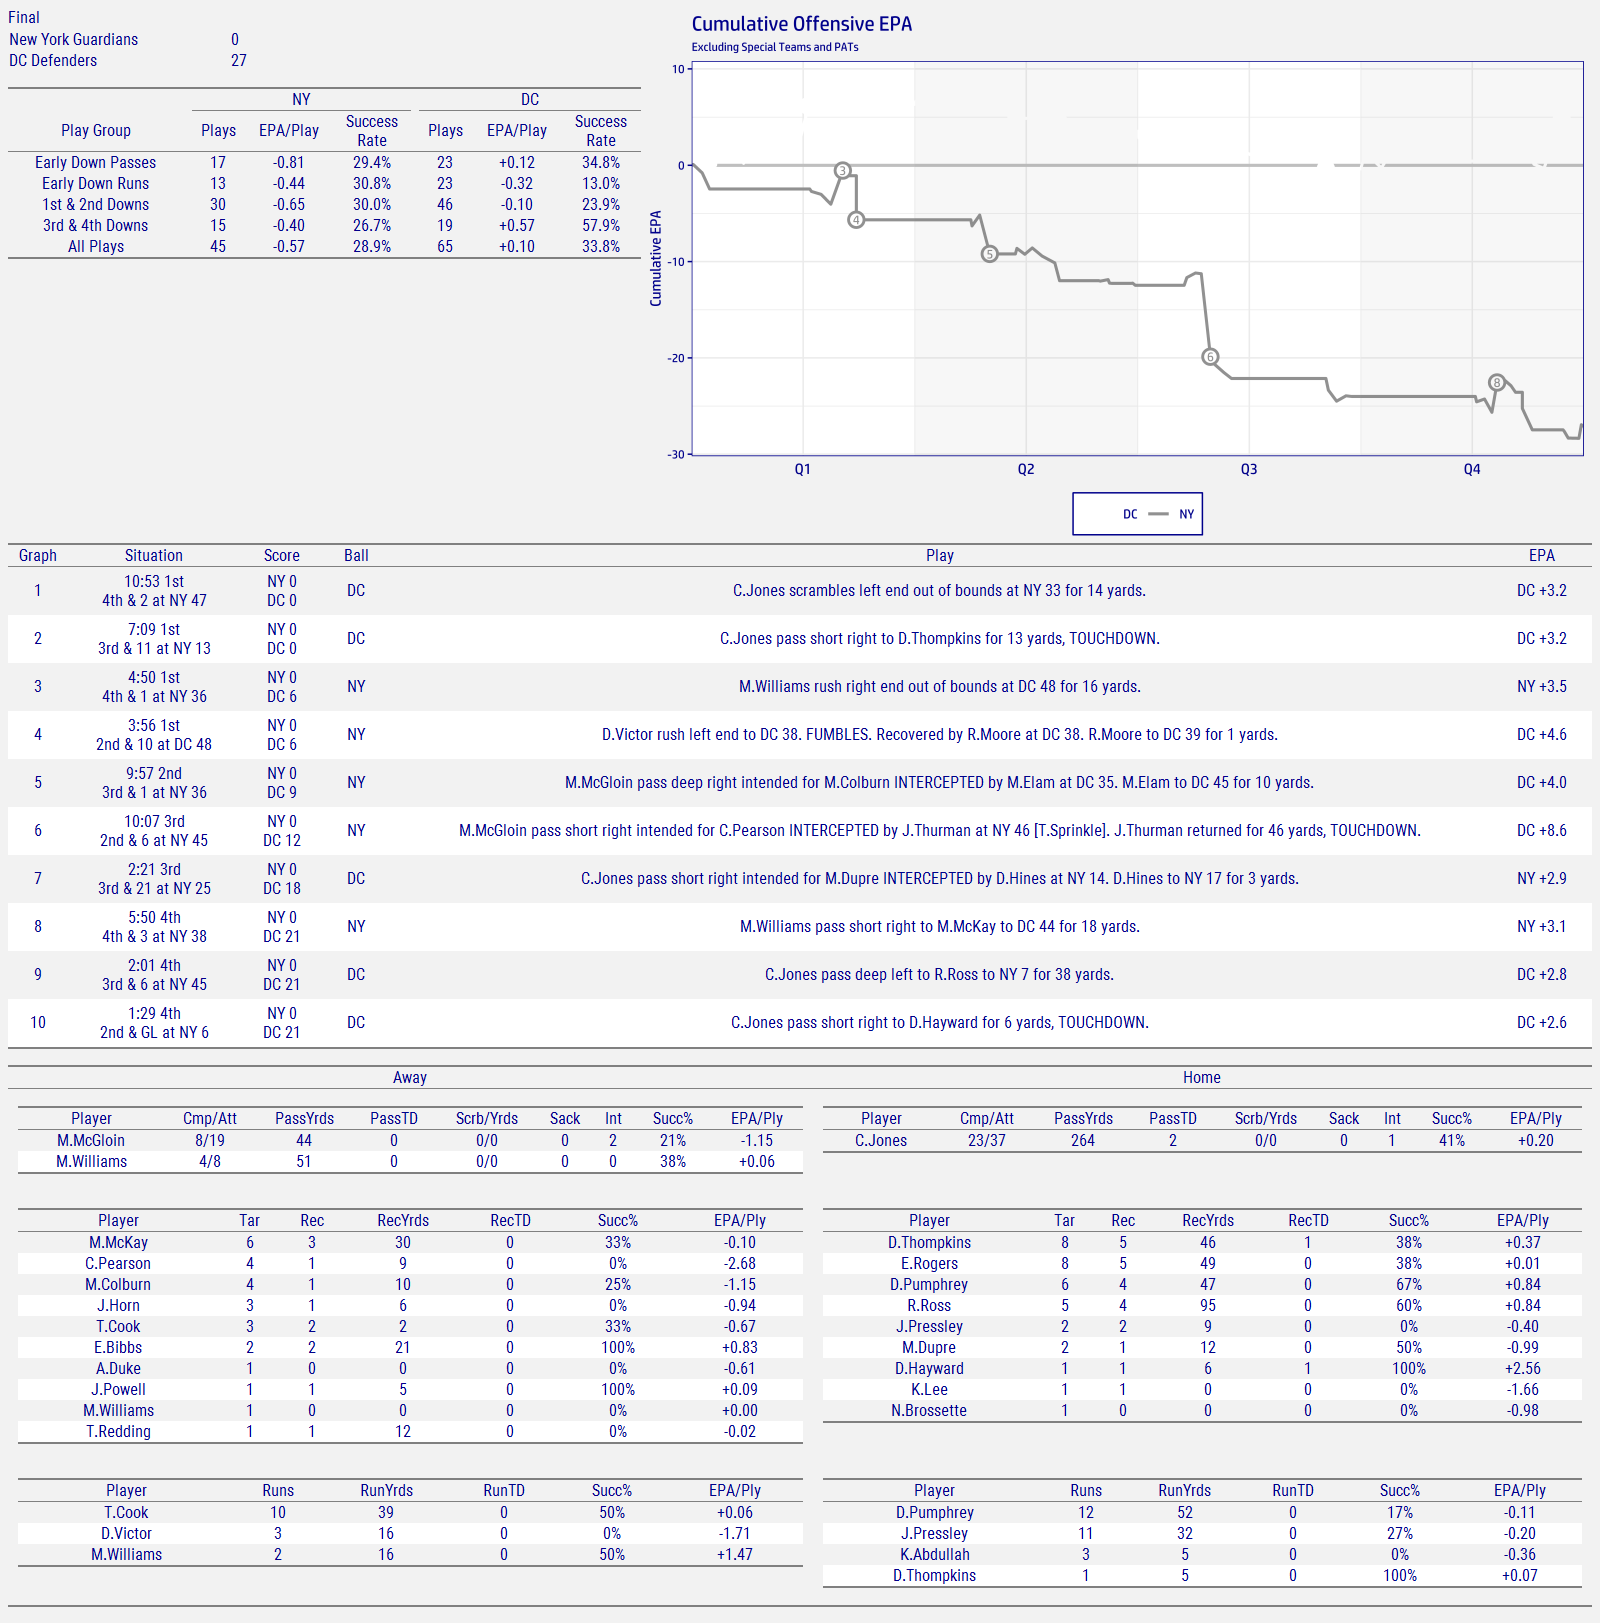 Final
New York Guardians 0
DC Defenders 27
NY DC
Play Group Plays EPA/Play Success Rate Plays EPA/Play Success Rate
Early Down Passes 17 -0.81 29.4% 23 +0.12 34.8%
Early Down Runs 13 -0.44 30.8% 23 -0.32 13.0%
1st & 2nd Downs 30 -0.65 30.0% 46 -0.10 23.9%
3rd & 4th Downs 15 -0.40 26.7% 19 +0.57 57.9%
All Plays 45 -0.57 28.9% 65 +0.10 33.8%
Cumulative Offensive EPA
Excluding Special Teams and PATs
Cumulative EPA
10
0
-10
-20
-30
3
4
5
6
8
Q1 Q2 Q3 Q4
DC NY
Graph Situation Score Ball Play EPA
1 10:53 1st 4th & 2 at NY 47 NY 0 DC 0 DC C.Jones scrambles left end out of bounds at NY 33 for 14 yards. DC +3.2
2 7:09 1st 3rd & 11 at NY 13 NY 0 DC 0 DC C.Jones pass short right to D.Thompkins for 13 yards, TOUCHDOWN. DC +3.2
3 4:50 1st 4th & 1 at NY 36 NY 0 DC 6 NY M.Williams rush right end out of bounds at DC 48 for 16 yards. NY +3.5
4 3:56 1st 2nd & 10 at DC 48 NY 0 DC 6 NY D.Victor rush left end to DC 38. FUMBLES. Recovered by R.Moore at DC 38. R.Moore to DC 39 for 1 yards. DC +4.6
5 9:57 2nd 3rd & 1 at NY 36 NY 0 DC 9 NY M.McGloin pass deep right intended for M.Colburn INTERCEPTED by M.Elam at DC 35. M.Elam to DC 45 for 10 yards. DC +4.0
6 10:07 3rd 2nd & 6 at NY 45 NY 0 DC 12 NY M.McGloin pass short right intended for C.Pearson INTERCEPTED by J.Thurman at NY 46 [T.Sprinkle]. J.Thurman returned for 46 yards, TOUCHDOWN. DC +8.6
7 2:21 3rd 3rd & 21 at NY 25 NY 0 DC 18 DC C.Jones pass short right intended for M.Dupre INTERCEPTED by D.Hines at NY 14. D.Hines to NY 17 for 3 yards. NY +2.9
8 5:50 4th 4th & 3 at NY 38 NY 0 DC 21 NY M.Williams pass short right to M.McKay to DC 44 for 18 yards. NY +3.1
9 2:01 4th 3rd & 6 at NY 45 NY 0 DC 21 DC C.Jones pass deep left to R.Ross to NY 7 for 38 yards. DC +2.8
10 1:29 4th 2nd & GL at NY 6 NY 0 DC 21 DC C.Jones pass short right to D.Hayward for 6 yards, TOUCHDOWN. DC +2.6
Away
Player Cmp/Att PassYrds PassTD Scrb/Yrds Sack Int Succ% EPA/Ply
M.McGloin 8/19 44 0 0/0 0 2 21% -1.15
M.Williams 4/8 51 0 0/0 0 0 38% +0.06
Player Tar Rec RecYrds RecTD Succ% EPA/Ply
M.McKay 6 3 30 0 33% -0.10
C.Pearson 4 1 9 0 0% -2.68
M.Colburn 4 1 10 0 25% -1.15
J.Horn 3 1 6 0 0% -0.94
T.Cook 3 2 2 0 33% -0.67
E.Bibbs 2 2 21 0 100% +0.83
A.Duke 1 0 0 0 0% -0.61
J.Powell 1 1 5 0 100% +0.09
M.Williams 1 0 0 0 0% +0.00
T.Redding 1 1 12 0 0% -0.02
Player Runs RunYrds RunTD Succ% EPA/Ply
T.Cook 10 39 0 50% +0.06
D.Victor 3 16 0 0% -1.71
M.Williams 2 16 0 50% +1.47
Home
Player Cmp/Att PassYrds PassTD Scrb/Yrds Sack Int Succ% EPA/Ply
C.Jones 23/37 264 2 0/0 0 1 41% +0.20
Player Tar Rec RecYrds RecTD Succ% EPA/Ply
D.Thompkins 8 5 46 1 38% +0.37
E.Rogers 8 5 49 0 38% +0.01
D.Pumphrey 6 4 47 0 67% +0.84
R.Ross 5 4 95 0 60% +0.84
J.Pressley 2 2 9 0 0% -0.40
M.Dupre 2 1 12 0 50% -0.99
D.Hayward 1 1 6 1 100% +2.56
K.Lee 1 1 0 0 0% -1.66
N.Brossette 1 0 0 0 0% -0.98
Player Runs RunYrds RunTD Succ% EPA/Ply
D.Pumphrey 12 52 0 17% -0.11
J.Pressley 11 32 0 27% -0.20
K.Abdullah 3 5 0 0% -0.36
D.Thompkins 1 5 0 100% +0.07